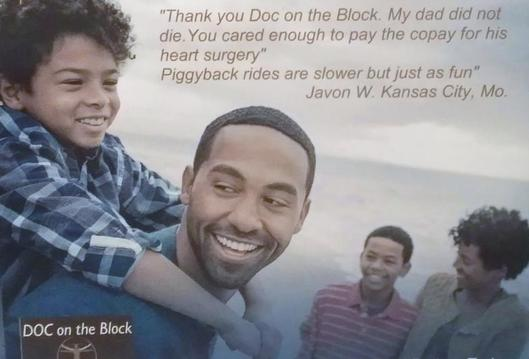 "Thank you Doc on the Block. My dad did not
die. You cared enough to pay the copay for his
heart surgery"
Piggyback rides are slower but just as fun"
Javon W. Kansas City, Mo.
DOC on the Block